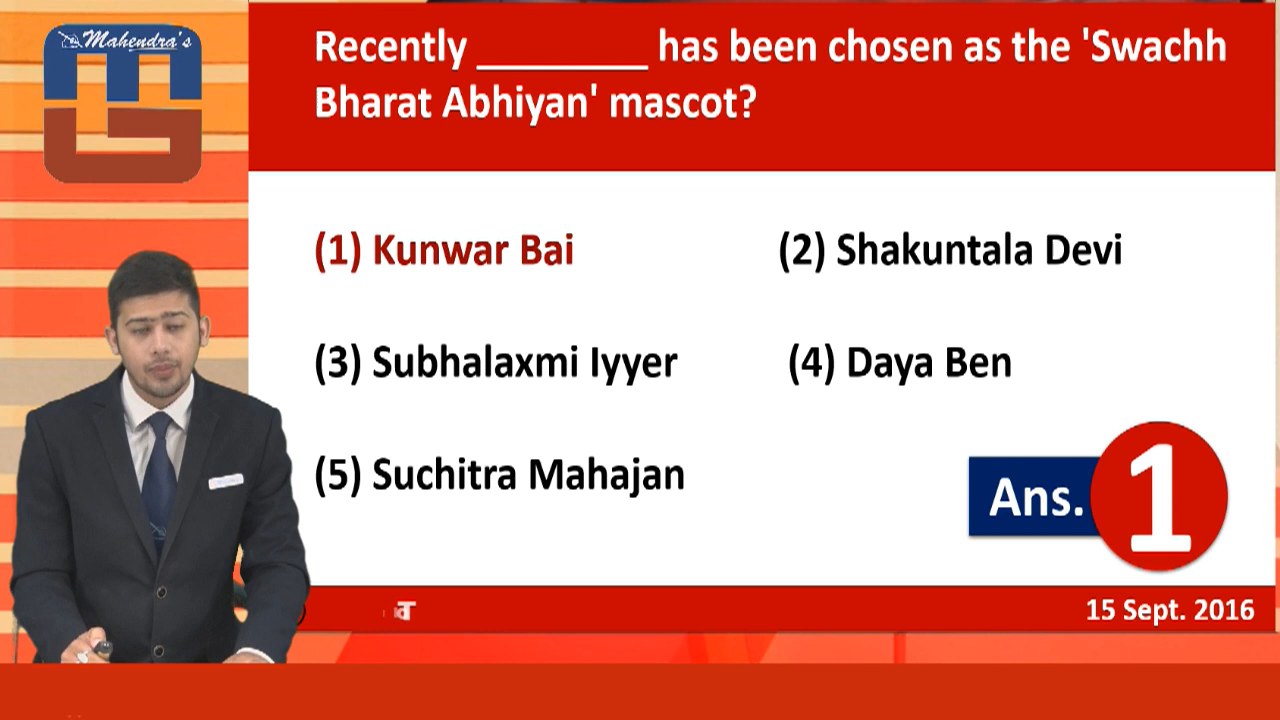 Mahendra's
Recently ________ has been chosen as the 'Swachh
Bharat Abhiyan' mascot?
(1) Kunwar Bai
(2) Shakuntala Devi
(3) Subhalaxmi Iyyer
(4) Daya Ben
(5) Suchitra Mahajan
Ans. 1
15 Sept. 2016